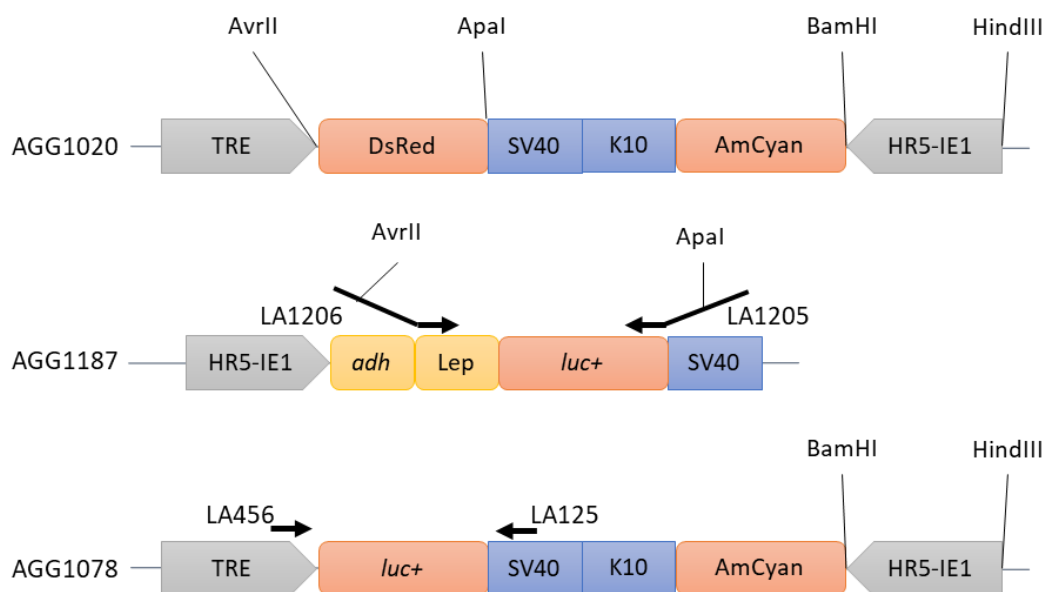 AvrII ApaI BamHI HindIII
AGG1020 TRE DsRed SV40 K10 AmCyan HR5-IE1
AvrII ApaI
LA1206 LA1205
AGG1187 HR5-IE1 adh Lep luc+ SV40
BamHI HindIII
LA456 LA125
AGG1078 TRE luc+ SV40 K10 AmCyan HR5-IE1